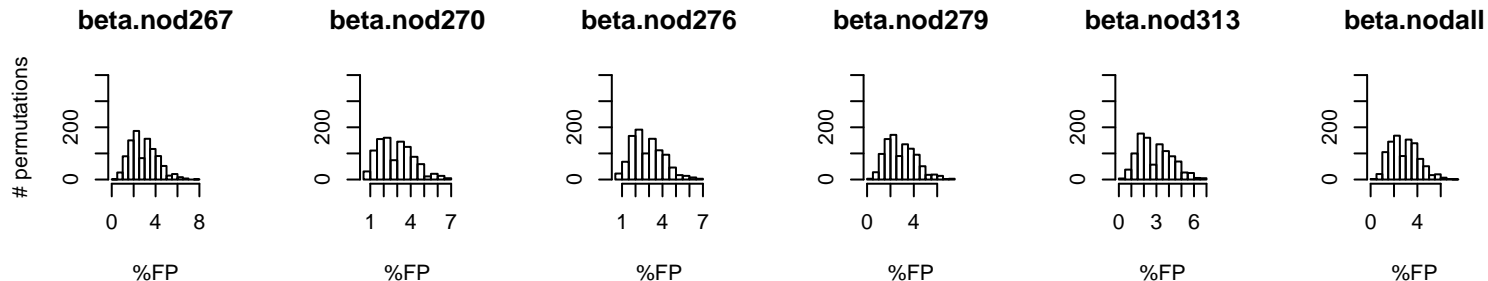 beta.nod267 beta.nod270 beta.nod276 beta.nod279 beta.nod313 beta.nodall
# permutations
200 200 200 200 200 200
0 0 0 0 0 0
0 4 8 1 4 7 1 4 7 0 4 0 3 6 0 4
%FP %FP %FP %FP %FP %FP